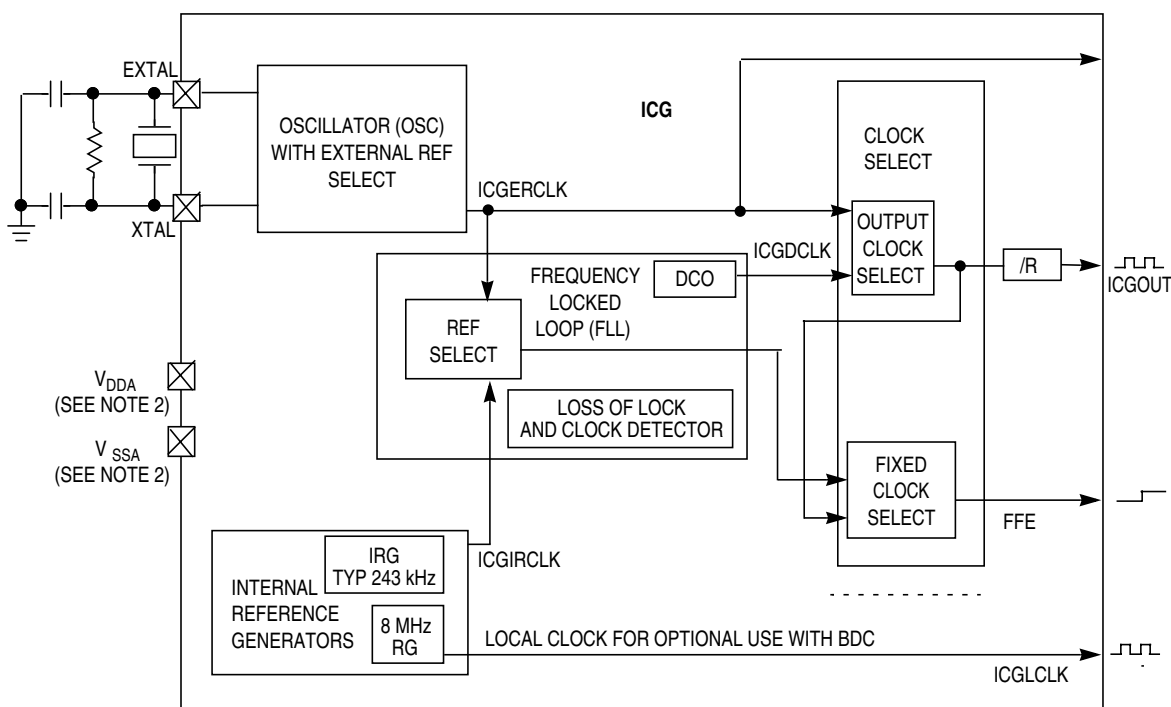 EXTAL
ICG
OSCILLATOR (OSC)
WITH EXTERNAL REF
SELECT
CLOCK
SELECT
ICGERCLK
XTAL
OUTPUT
CLOCK
SELECT
ICGDCLK
/R
ICGOUT
FREQUENCY
LOCKED
LOOP (FLL)
DCO
REF
SELECT
LOSS OF LOCK
AND CLOCK DETECTOR
VDDA
(SEE NOTE 2)
V SSA
(SEE NOTE 2)
FIXED
CLOCK
SELECT
FFE
ICGIRCLK
IRG
TYP 243 kHz
INTERNAL
REFERENCE
GENERATORS
8 MHz
RG
LOCAL CLOCK FOR OPTIONAL USE WITH BDC
ICGLCLK